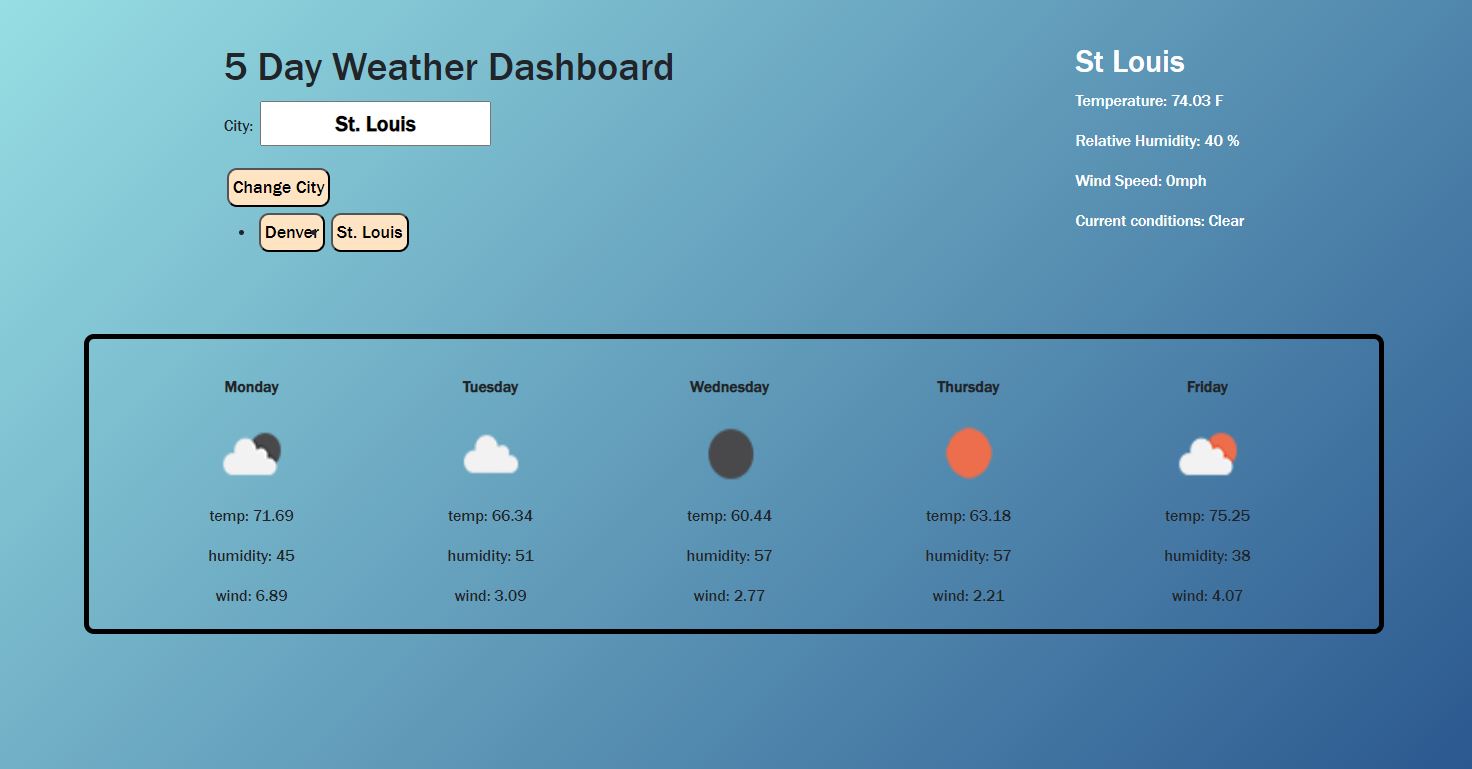 5 Day Weather Dashboard
City: St. Louis
Change City
Denver St. Louis
St Louis
Temperature: 74.03 F
Relative Humidity: 40 %
Wind Speed: 0mph
Current conditions: Clear
Monday Tuesday Wednesday Thursday Friday
temp: 71.69 temp: 66.34 temp: 60.44 temp: 63.18 temp: 75.25
humidity: 45 humidity: 51 humidity: 57 humidity: 57 humidity: 38
wind: 6.89 wind: 3.09 wind: 2.77 wind: 2.21 wind: 4.07